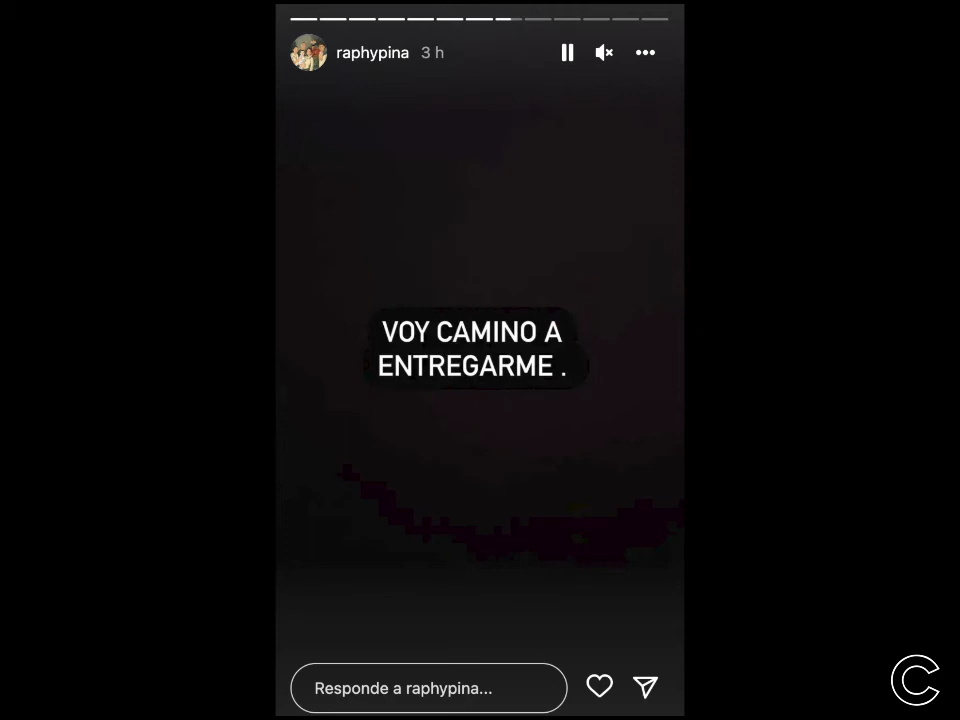 raphypina 3 h
VOY CAMINO A
ENTREGARME .
Responde a raphypina...